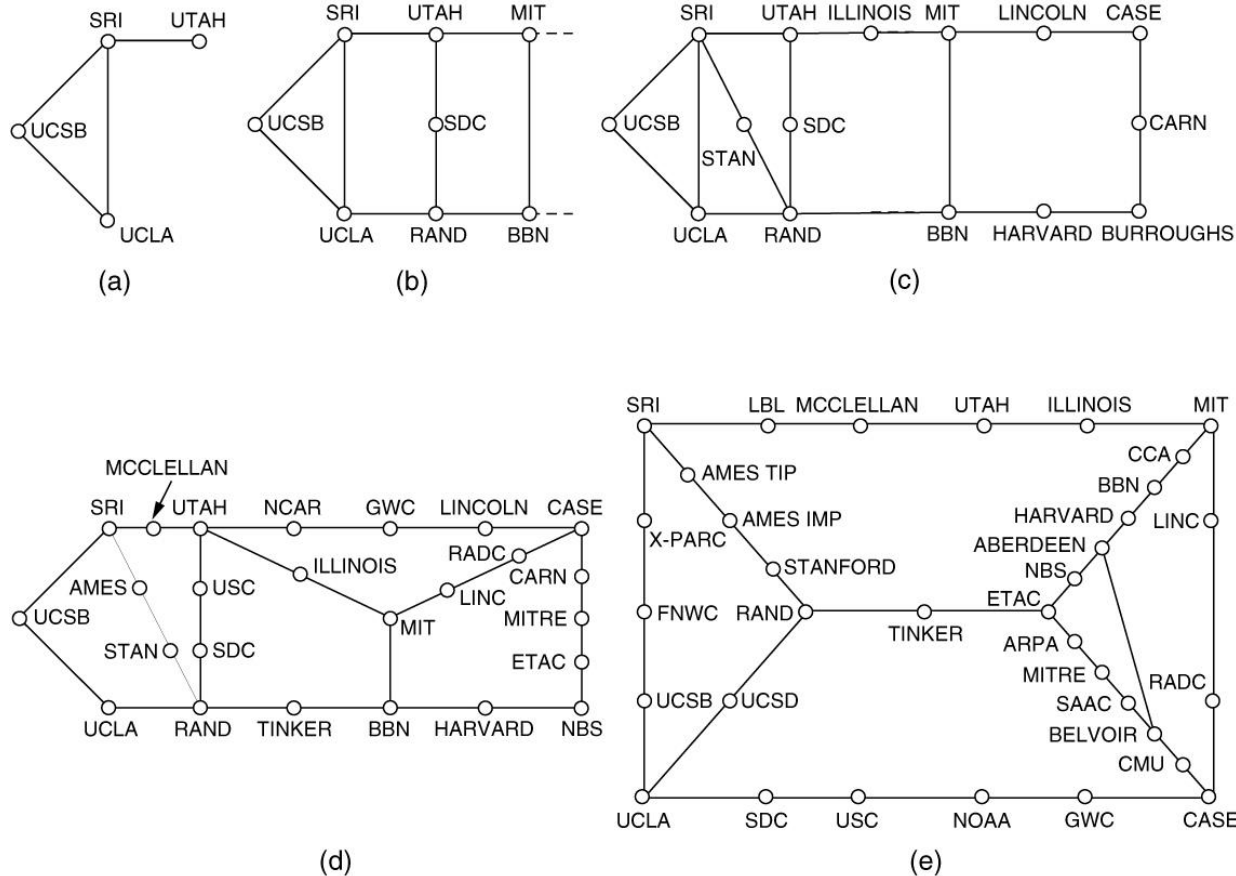 SRI UTAH
UCSB
UCLA
(a)
SRI UTAH MIT
UCSB SDC
UCLA RAND BBN
(b)
SRI UTAH ILLINOIS MIT LINCOLN CASE
UCSB SDC CARN
STAN
UCLA RAND BBN HARVARD BURROUGHS
(c)
MCCLELLAN
SRI UTAH NCAR GWC LINCOLN CASE
RADC
ILLINOIS CARN
AMES USC LINC
UCSB MIT MITRE
STAN SDC ETAC
UCLA RAND TINKER BBN HARVARD NBS
(d)
SRI LBL MCCLELLAN UTAH ILLINOIS MIT
CCA
AMES TIP
BBN
AMES IMP HARVARD LINC
X-PARC ABERDEEN
STANFORD NBS
ETAC
FNWC RAND
TINKER
ARPA
MITRE RADC
UCSB UCSD SAAC
BELVOIR
CMU
UCLA SDC USC NOAA GWC CASE
(e)